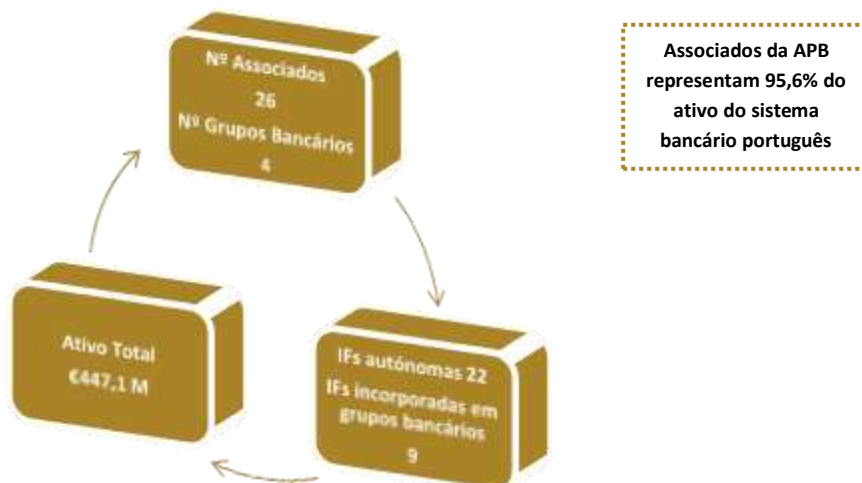 Nº Associados
26
Nº Grupos Bancários
4
Associados da APB
representam 95,6% do
ativo do sistema
bancário português
Ativo Total
€447,1 M
IFs autónomas 22
IFs incorporadas em
grupos bancários
9